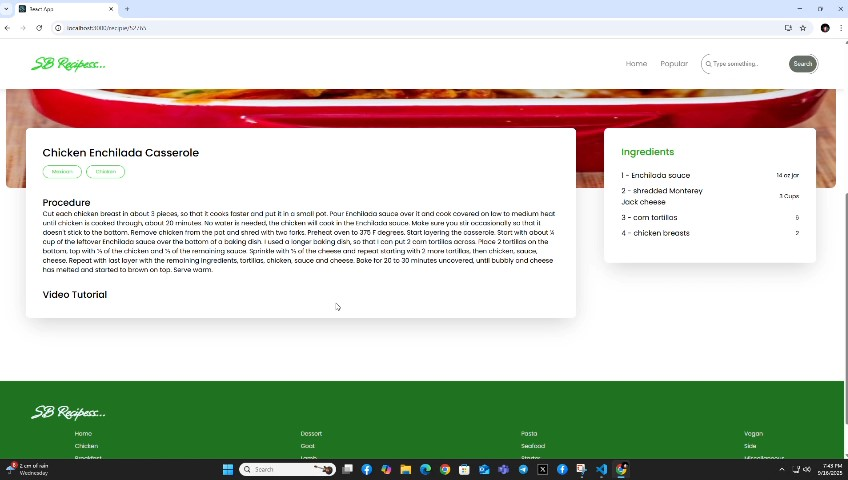 React App
localhost:3000/recipie/52765
SB Recipess...
Home
Popular
Type something..
Search
Chicken Enchilada Casserole
Mexican
Chicken
Procedure
Cut each chicken breast in about 3 pieces, so that it cooks faster and put it in a small pot. Pour Enchilada sauce over it and cook covered on low to medium heat
until chicken is cooked through, about 20 minutes. No water is needed, the chicken will cook in the Enchilada sauce. Make sure you stir occasionally so that it
doesn't stick to the bottom. Remove chicken from the pot and shred with two forks. Preheat oven to 375 F degrees. Start layering the casserole. Start with about ¼
cup of the leftover Enchilada sauce over the bottom of a baking dish. I used a longer baking dish, so that I can put 2 corn tortillas across. Place 2 tortillas on the
bottom, top with ⅓ of the chicken and ⅓ of the remaining sauce. Sprinkle with ⅓ of the cheese and repeat starting with 2 more tortillas, then chicken, sauce,
cheese. Repeat with last layer with the remaining ingredients, tortillas, chicken, sauce and cheese. Bake for 20 to 30 minutes uncovered, until bubbly and cheese
has melted and started to brown on top. Serve warm.
Video Tutorial
Ingredients
1 - Enchilada sauce
14 oz jar
2 - shredded Monterey
Jack cheese
3 Cups
3 - corn tortillas
6
4 - chicken breasts
2
SB Recipess...
Home
Dessert
Pasta
Vegan
Chicken
Goat
Seafood
Side
Breakfast
Lamb
Starter
Miscellaneous
2 cm of rain
Wednesday
Search
7:43 PM
9/16/2025